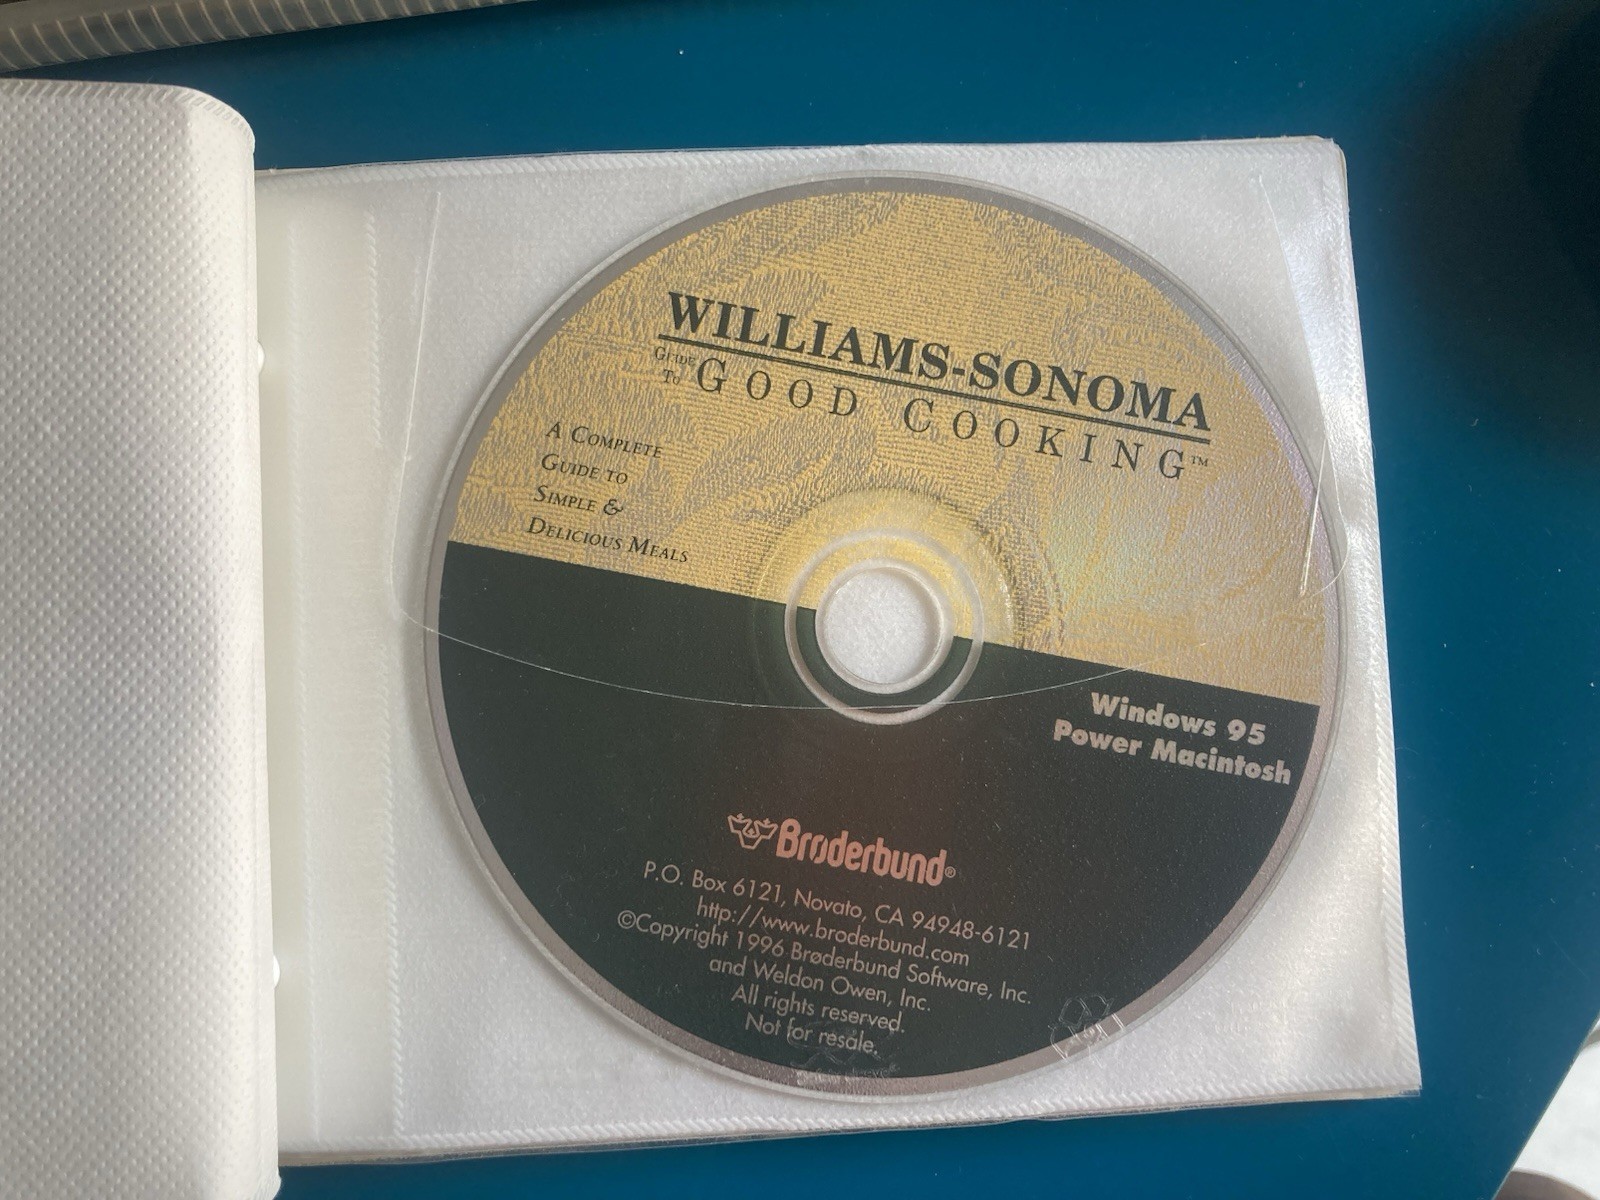 WILLIAMS-SONOMA
GUIDE TO GOOD COOKING™
A COMPLETE
GUIDE TO
SIMPLE &
DELICIOUS MEALS
Windows 95
Power Macintosh
Brøderbund®
P.O. Box 6121, Novato, CA 94948-6121
http://www.broderbund.com
©Copyright 1996 Brøderbund Software, Inc.
and Weldon Owen, Inc.
All rights reserved.
Not for resale.